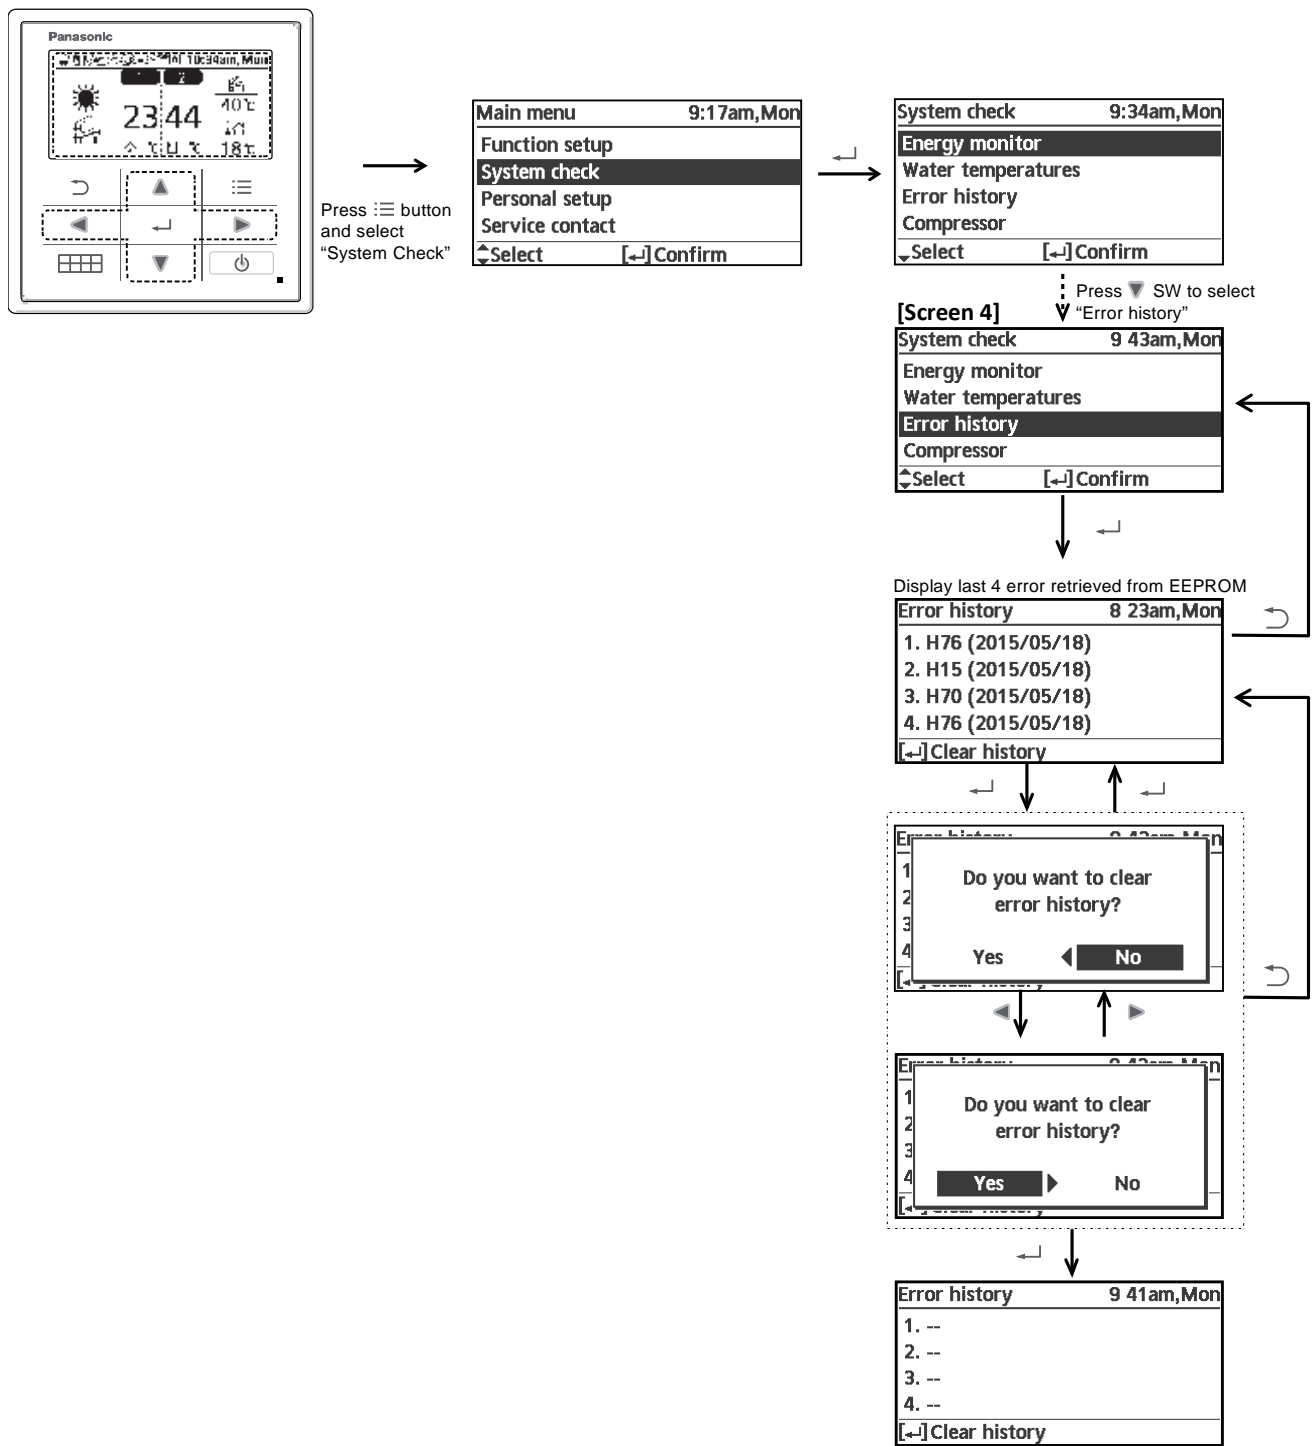 Panasonic
10:34am, Mon
1 2
23 44
40℃
18℃
Press button
and select
“System Check”
Main menu 9:17am,Mon
Function setup
System check
Personal setup
Service contact
Select [↵]Confirm
System check 9:34am,Mon
Energy monitor
Water temperatures
Error history
Compressor
Select [↵]Confirm
Press ▼ SW to select
“Error history”
[Screen 4]
System check 9 43am,Mon
Energy monitor
Water temperatures
Error history
Compressor
Select [↵]Confirm
Display last 4 error retrieved from EEPROM
Error history 8 23am,Mon
1. H76 (2015/05/18)
2. H15 (2015/05/18)
3. H70 (2015/05/18)
4. H76 (2015/05/18)
[↵]Clear history
Do you want to clear
error history?
Yes ◀ No
Do you want to clear
error history?
Yes ▶ No
Error history 9 41am,Mon
1. --
2. --
3. --
4. --
[↵]Clear history